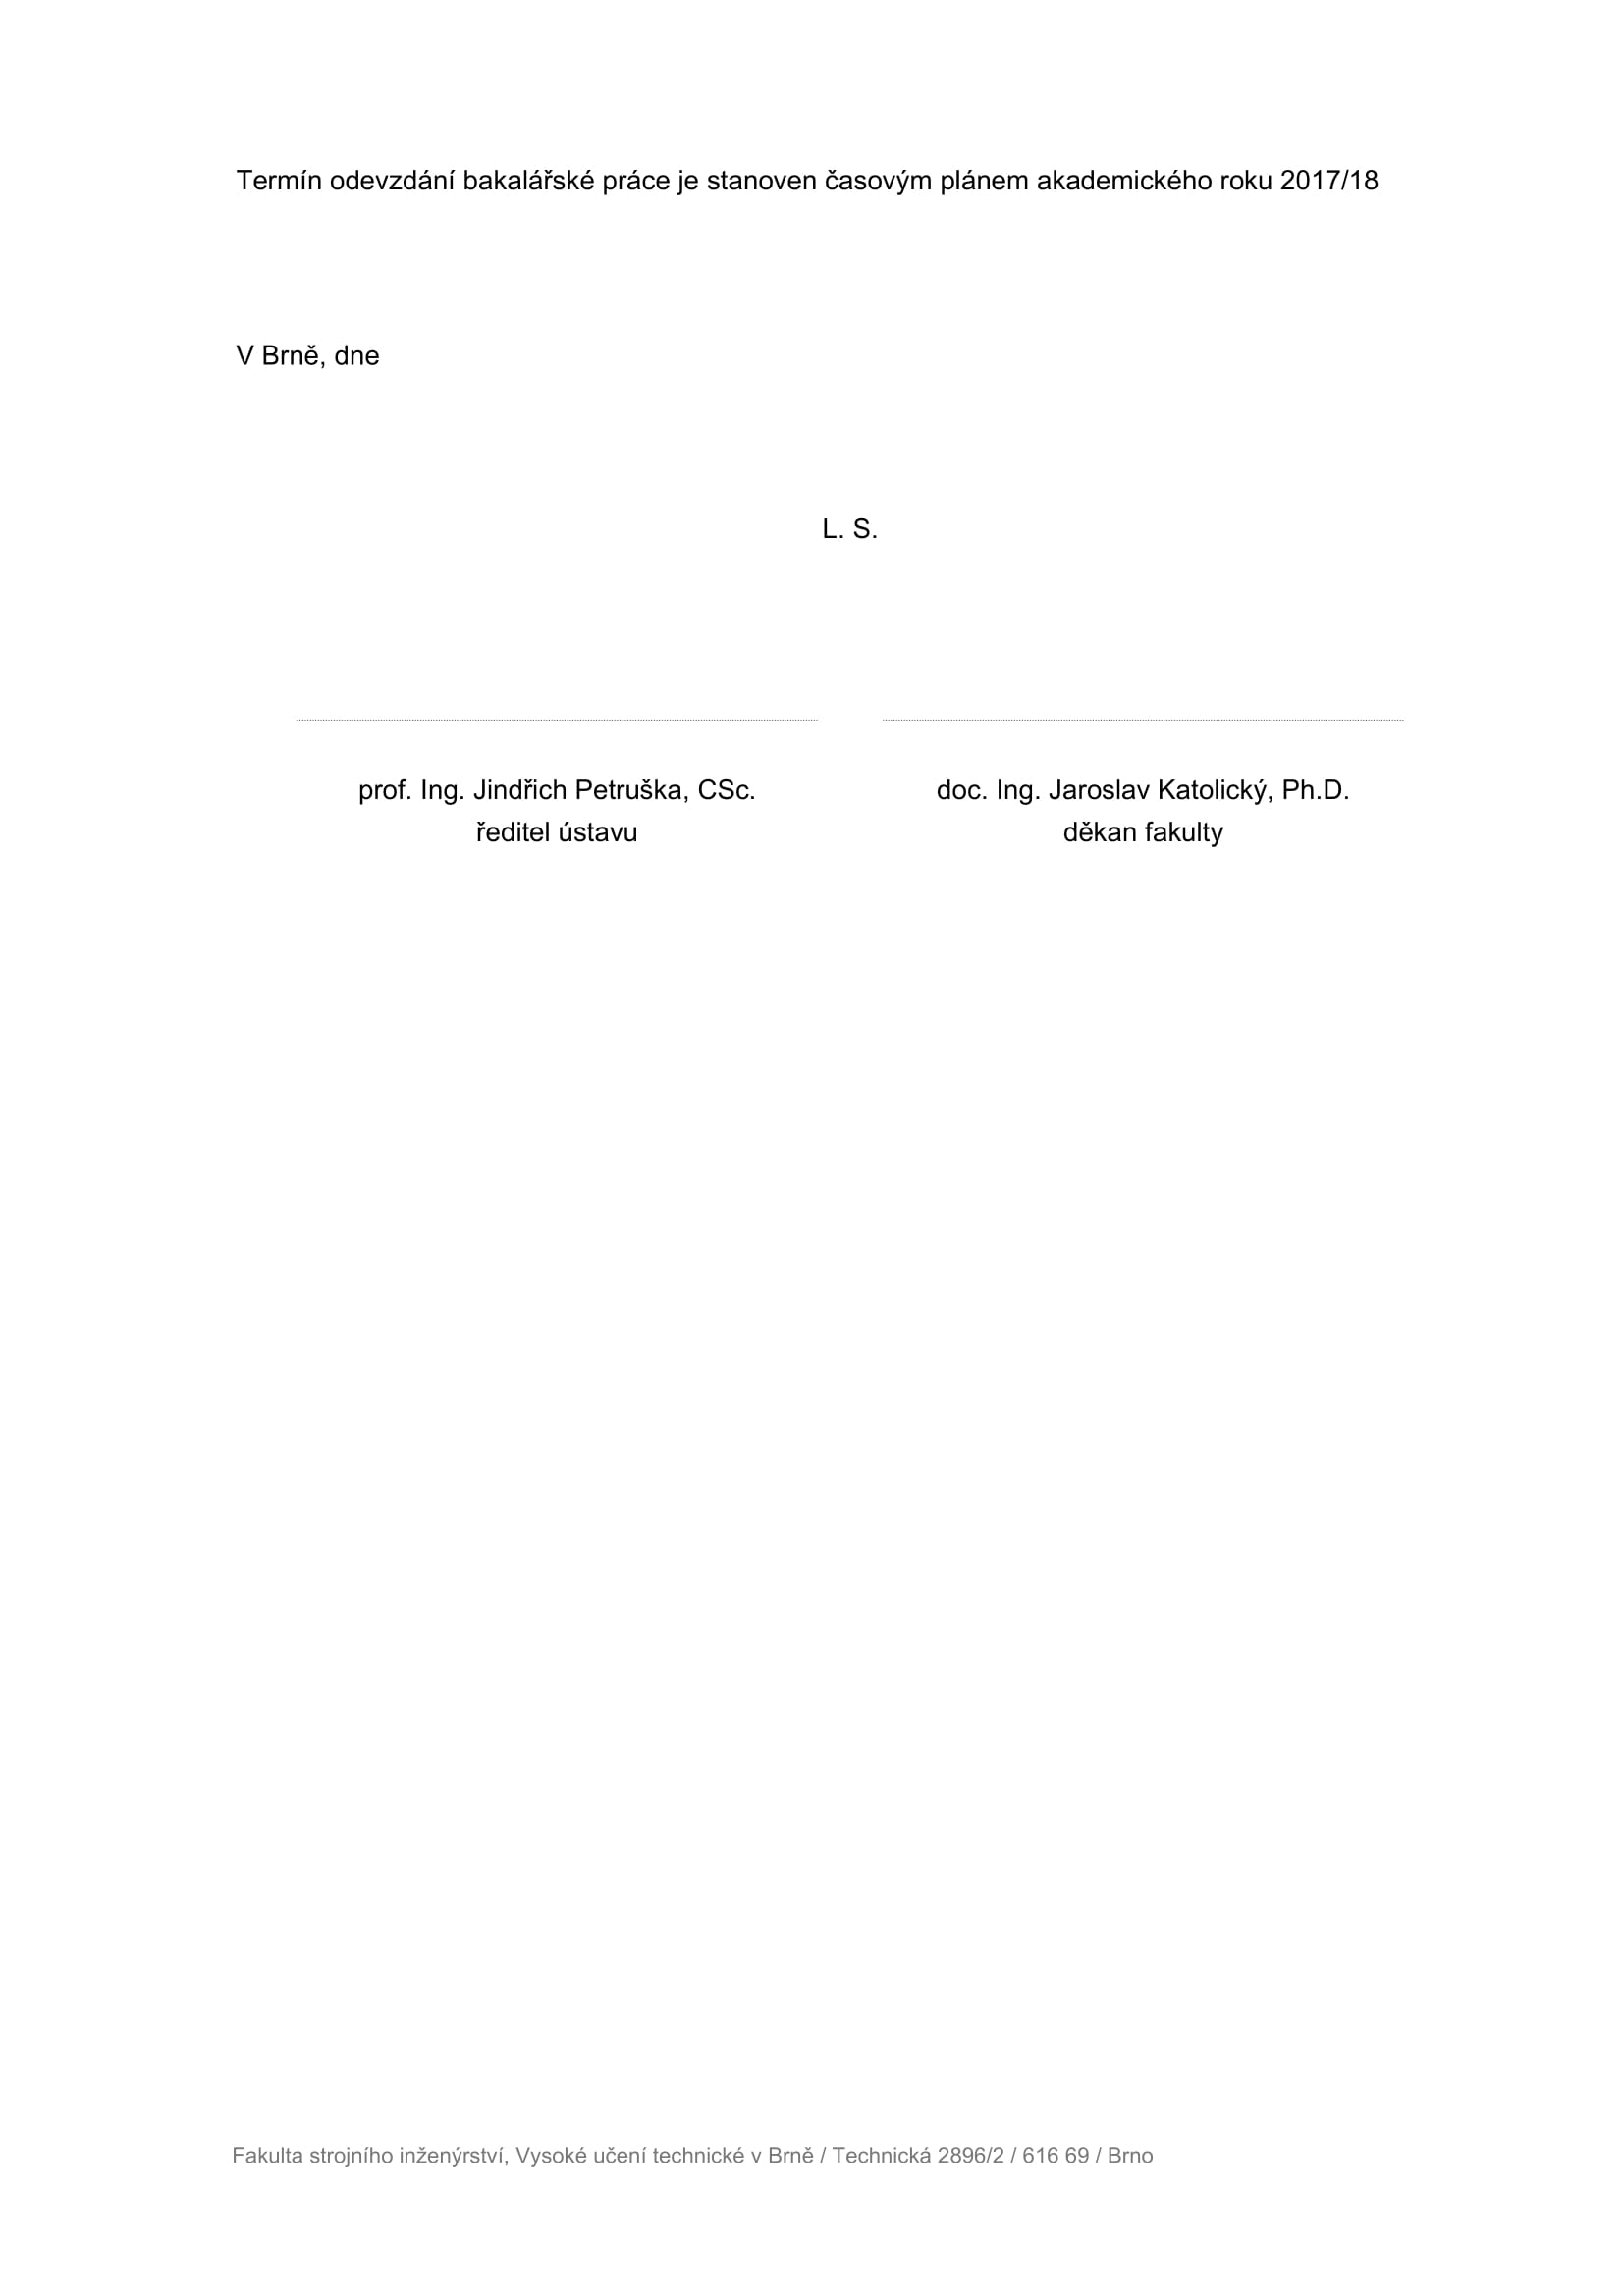 Termín odevzdání bakalářské práce je stanoven časovým plánem akademického roku 2017/18
V Brně, dne
L. S.
prof. Ing. Jindřich Petruška, CSc.
ředitel ústavu
doc. Ing. Jaroslav Katolický, Ph.D.
děkan fakulty
Fakulta strojního inženýrství, Vysoké učení technické v Brně / Technická 2896/2 / 616 69 / Brno